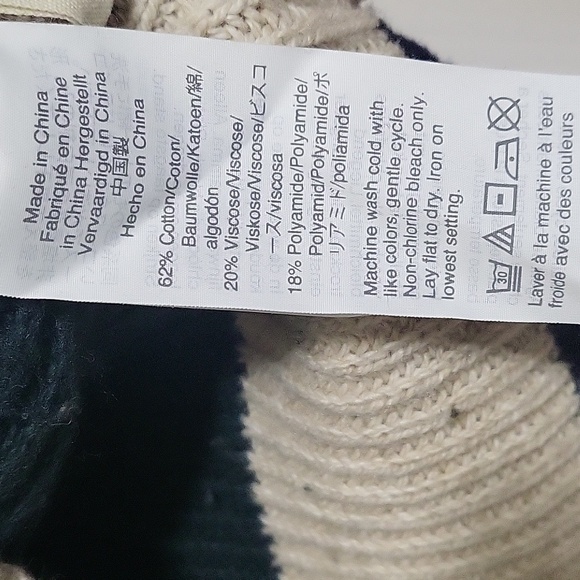 Made in China
Fabriqué en Chine
in China Hergestellt
Vervaardigd in China
中国製
Hecho en China
62% Cotton/Coton/
Baumwolle/Katoen/綿/
algodón
20% Viscose/Viscose/
Viskose/Viscose/ビスコ
ース/viscosa
18% Polyamide/Polyamide/
Polyamid/Polyamide/ポ
リアミド/poliamida
Machine wash cold with
like colors, gentle cycle.
Non-chlorine bleach only.
Lay flat to dry. Iron on
lowest setting.
30
Laver à la machine à l'eau
froide avec des couleurs